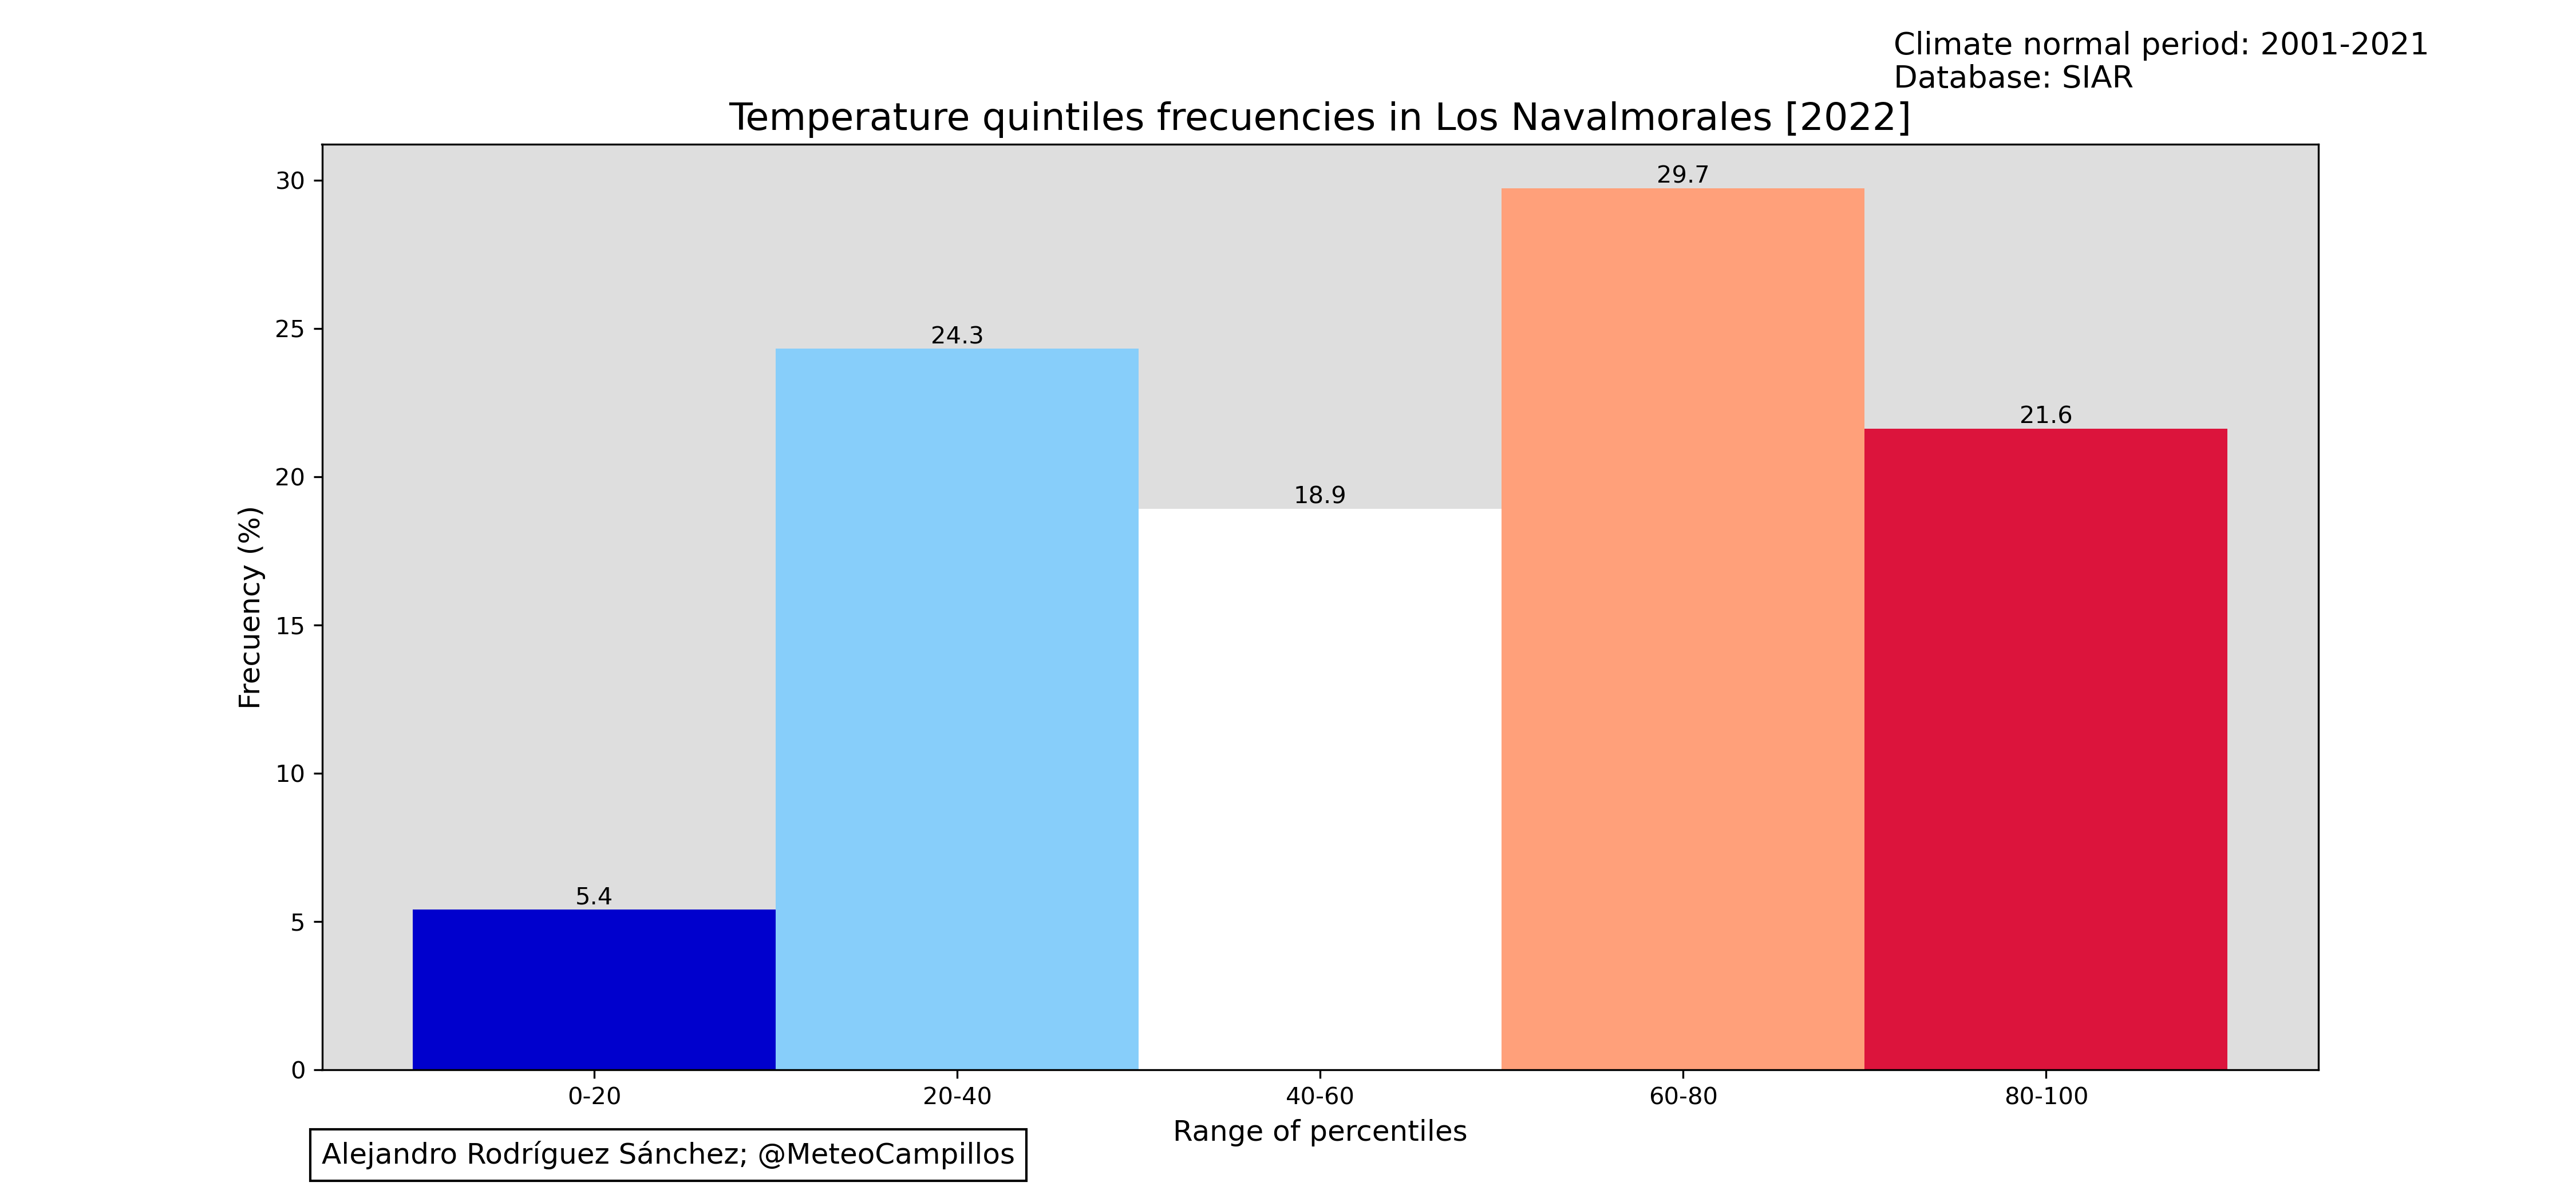 Climate normal period: 2001-2021
Database: SIAR
Temperature quintiles frecuencies in Los Navalmorales [2022]
Frecuency (%)
30
25
20
15
10
5
0
5.4
24.3
18.9
29.7
21.6
0-20
20-40
40-60
60-80
80-100
Range of percentiles
Alejandro Rodríguez Sánchez; @MeteoCampillos